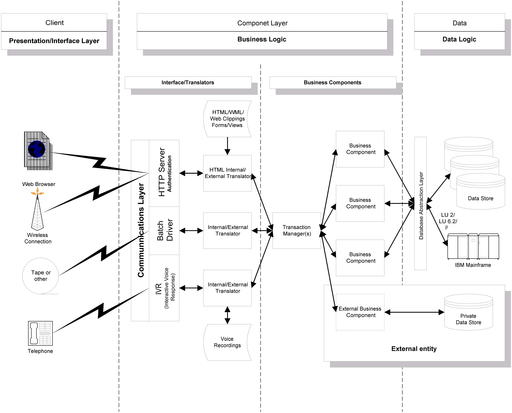 Client
Presentation/Interface Layer
Componet Layer
Business Logic
Data
Data Logic
Interface/Translators
Business Components
HTML/WML/
Web Clippings
Forms/Views
Web Browser
Wireless
Connection
Tape or other
Telephone
Communnications Layer
HTTP Server
Authentication
Batch
Driver
IVR
(Interactive Voice
Response)
HTML Internal/
External Translator
Internal/External
Translator
Internal/External
Translator
Voice
Recordings
Transaction
Manager(s)
Business
Component
Business
Component
Business
Component
External Business
Component
Database Abstraction Layer
Data Store
LU 2/
LU 6.2/
IBM Mainframe
Private
Data Store
External entity